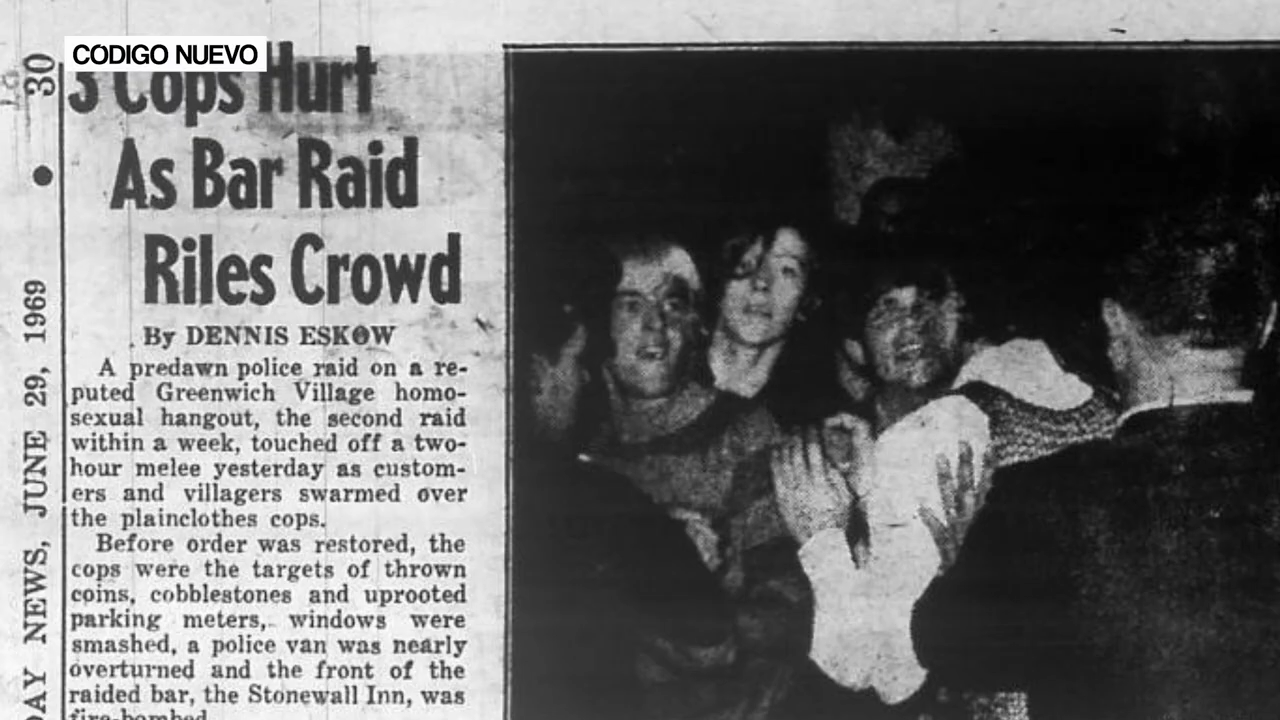 CÓDIGO NUEVO
3 Cops Hurt
As Bar Raid
Riles Crowd
By DENNIS ESKOW
A predawn police raid on a re-
puted Greenwich Village homo-
sexual hangout, the second raid
within a week, touched off a two-
hour melee yesterday as custom-
ers and villagers swarmed over
the plainclothes cops.
Before order was restored, the
cops were the targets of thrown
coins, cobblestones and uprooted
parking meters, windows were
smashed, a police van was nearly
overturned and the front of the
raided bar, the Stonewall Inn, was
fire-bombed.
DAY NEWS, JUNE 29, 1969 • 30